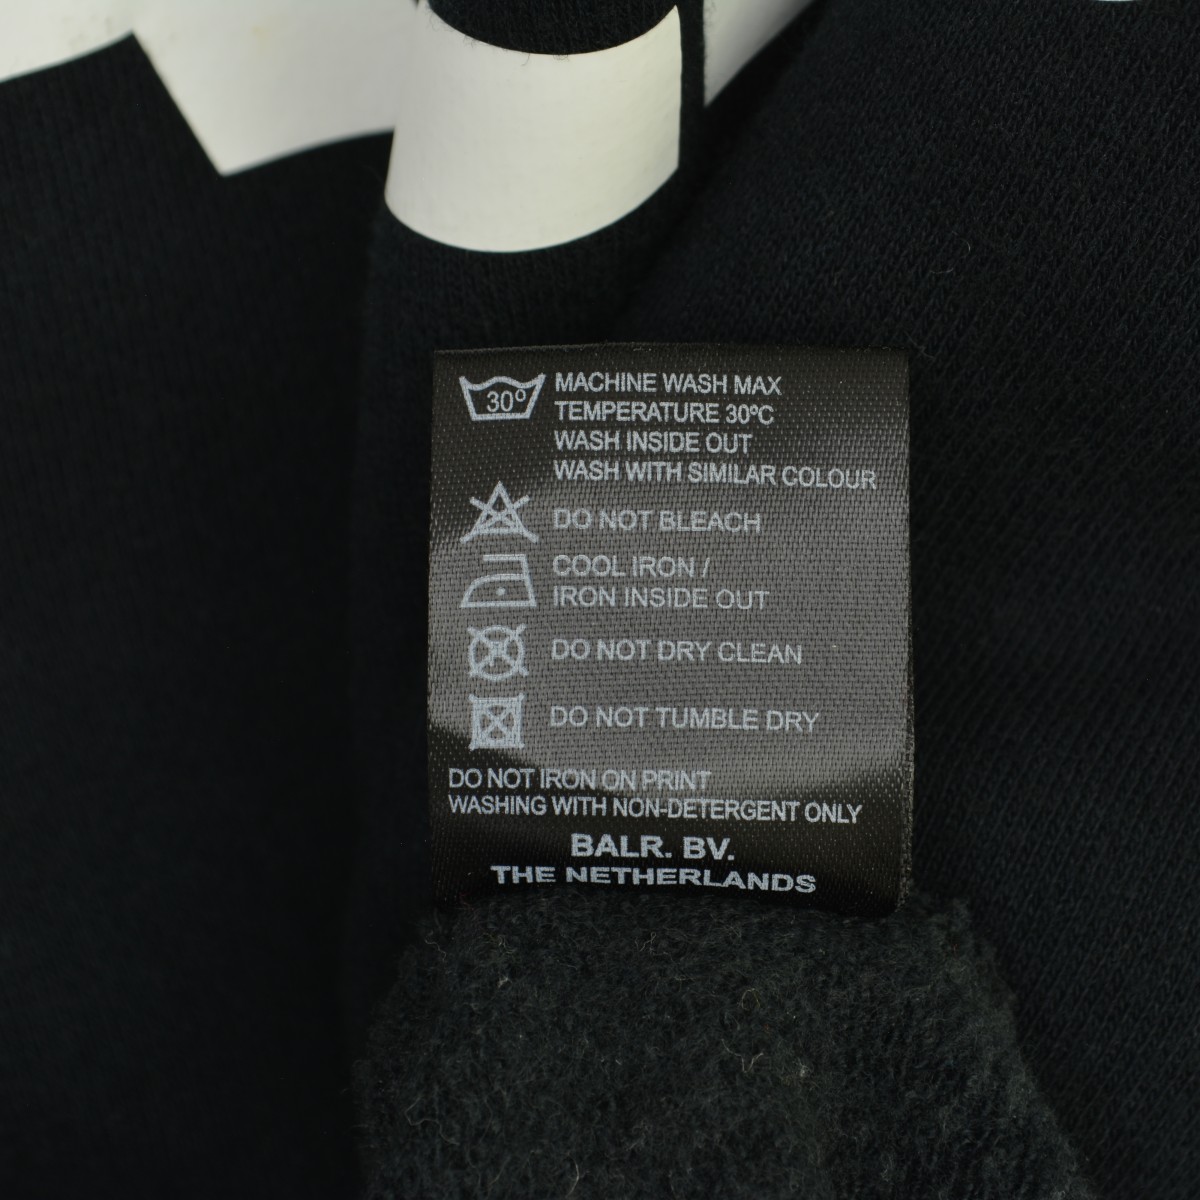 30°
MACHINE WASH MAX
TEMPERATURE 30ºC
WASH INSIDE OUT
WASH WITH SIMILAR COLOUR
DO NOT BLEACH
COOL IRON /
IRON INSIDE OUT
DO NOT DRY CLEAN
DO NOT TUMBLE DRY
DO NOT IRON ON PRINT
WASHING WITH NON-DETERGENT ONLY
BALR. BV.
THE NETHERLANDS